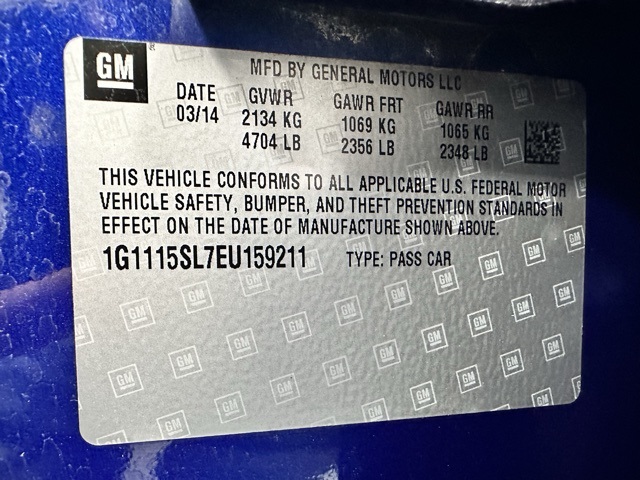 GM
MFD BY GENERAL MOTORS LLC
DATE GVWR GAWR FRT GAWR RR
03/14 2134 KG 1069 KG 1065 KG
4704 LB 2356 LB 2348 LB
THIS VEHICLE CONFORMS TO ALL APPLICABLE U.S. FEDERAL MOTOR
VEHICLE SAFETY, BUMPER, AND THEFT PREVENTION STANDARDS IN
EFFECT ON THE DATE OF MANUFACTURE SHOWN ABOVE.
1G1115SL7EU159211 TYPE: PASS CAR